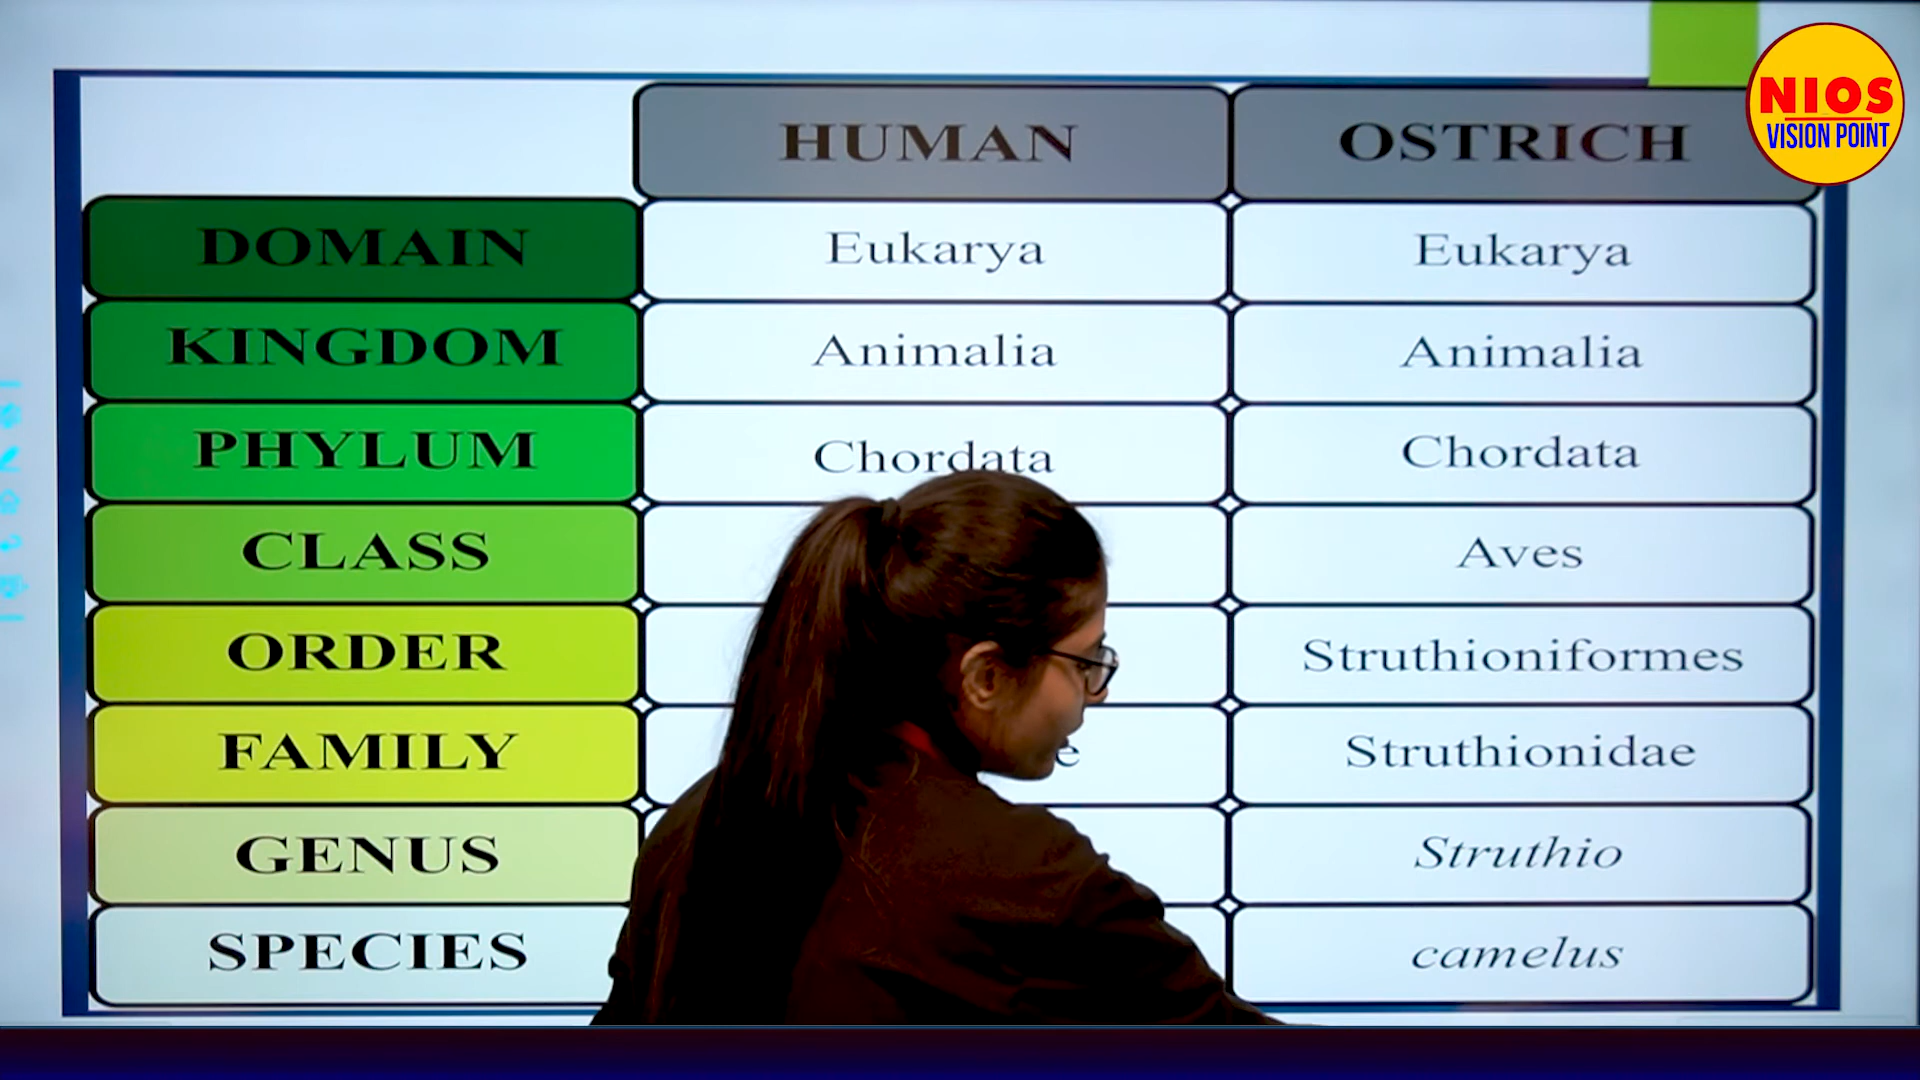 NIOS
VISION POINT
HUMAN OSTRICH
DOMAIN Eukarya Eukarya
KINGDOM Animalia Animalia
PHYLUM Chordata Chordata
CLASS Aves
ORDER Struthioniformes
FAMILY Struthionidae
GENUS Struthio
SPECIES camelus